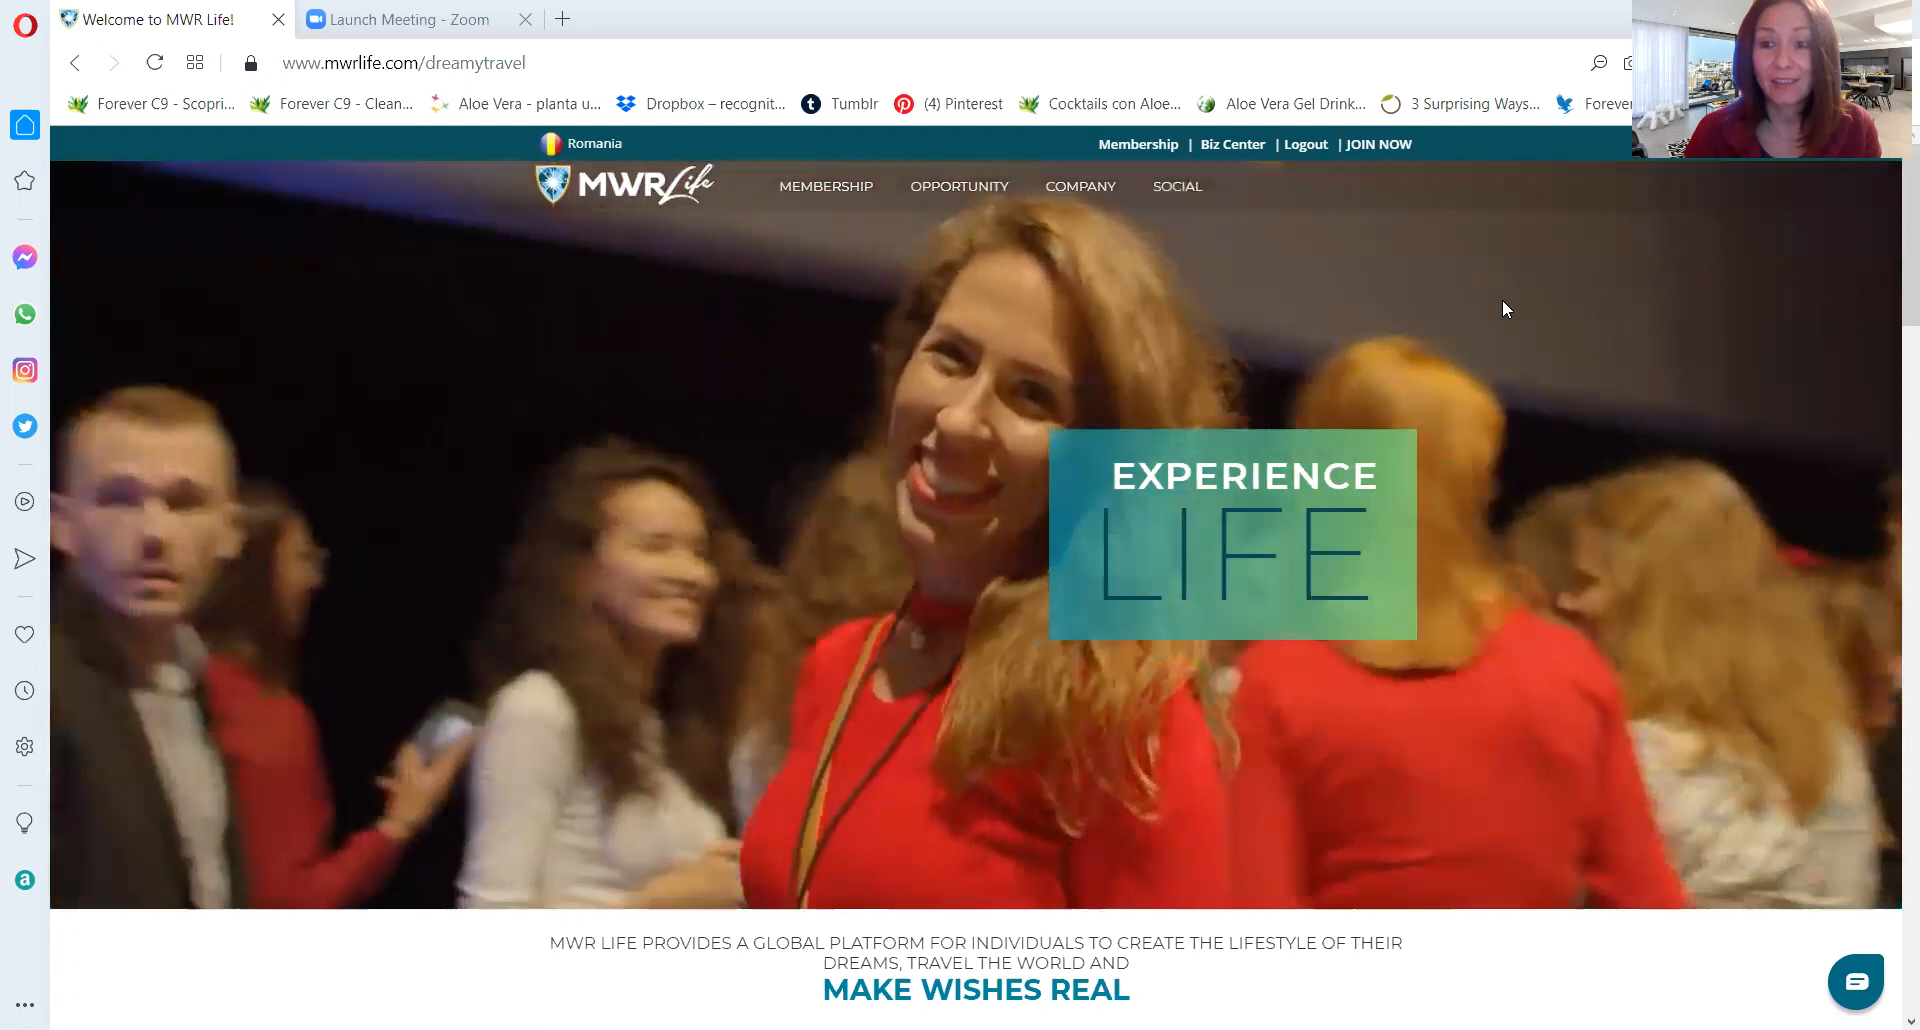 Welcome to MWR Life!
Launch Meeting - Zoom
www.mwrlife.com/dreamytravel
Forever C9 - Scopri...
Forever C9 - Clean...
Aloe Vera - planta u...
Dropbox – recognit...
Tumblr
(4) Pinterest
Cocktails con Aloe...
Aloe Vera Gel Drink...
3 Surprising Ways...
Forever
Romania
Membership | Biz Center | Logout | JOIN NOW
MWR Life
MEMBERSHIP
OPPORTUNITY
COMPANY
SOCIAL
EXPERIENCE
LIFE
MWR LIFE PROVIDES A GLOBAL PLATFORM FOR INDIVIDUALS TO CREATE THE LIFESTYLE OF THEIR
DREAMS, TRAVEL THE WORLD AND
MAKE WISHES REAL